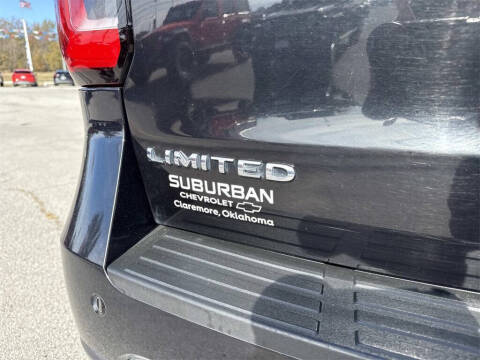 LIMITED
SUBURBAN
CHEVROLET
Claremore, Oklahoma